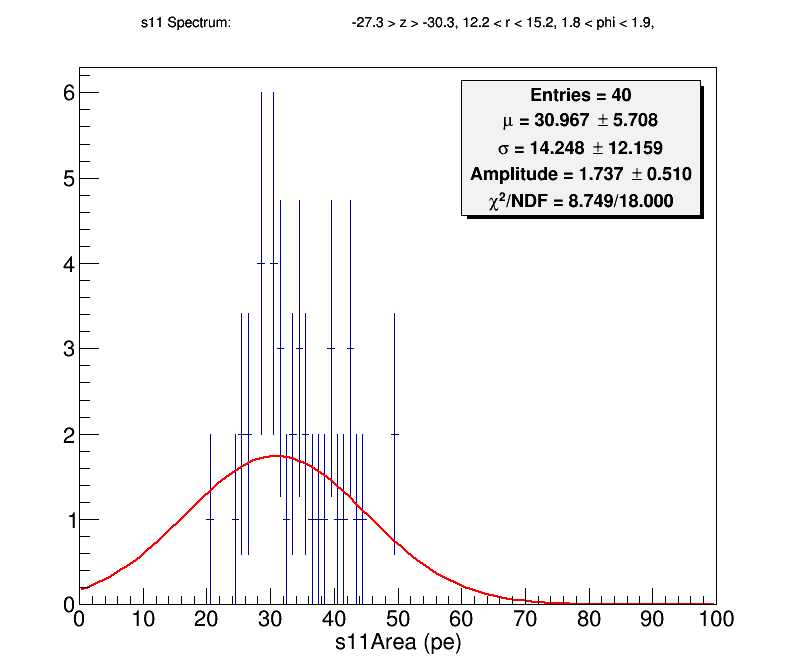 s11 Spectrum: -27.3 > z > -30.3, 12.2 < r < 15.2, 1.8 < phi < 1.9,
Entries = 40
μ = 30.967 ± 5.708
σ = 14.248 ± 12.159
Amplitude = 1.737 ± 0.510
χ²/NDF = 8.749/18.000
6
5
4
3
2
1
0
0 10 20 30 40 50 60 70 80 90 100
s11Area (pe)